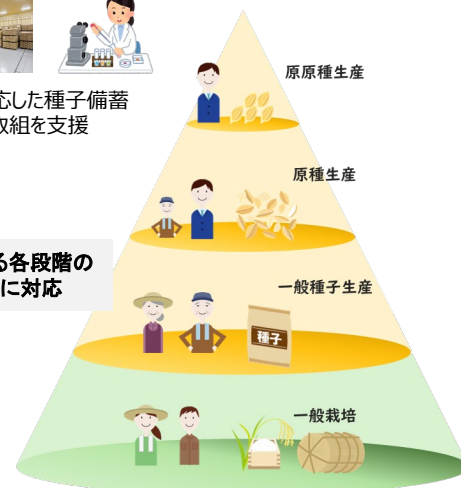 応した種子備蓄
取組を支援
る各段階の
に対応
原原種生産
原種生産
一般種子生産
種子
一般栽培